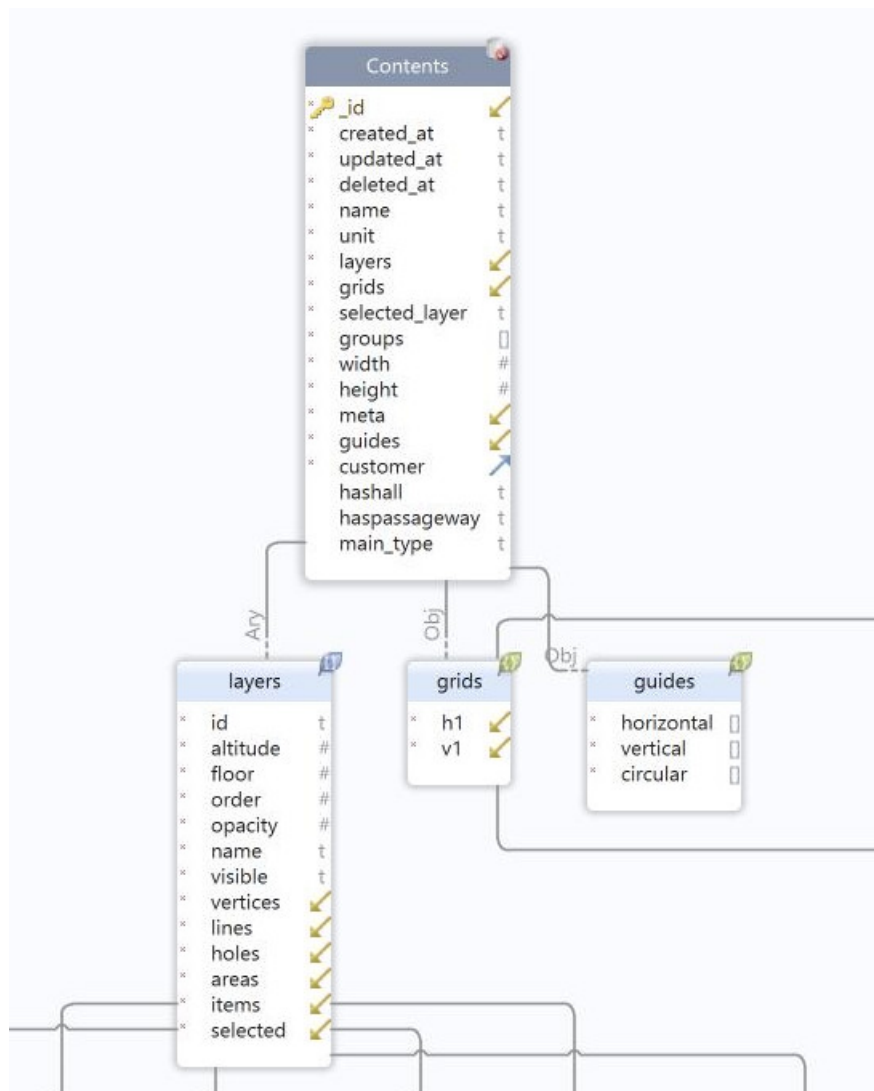 Contents
* _id
* created_at t
* updated_at t
* deleted_at t
* name t
* unit t
* layers
* grids
* selected_layer t
* groups []
* width #
* height #
* meta
* guides
* customer
hashall t
haspassageway t
main_type t
Ary
Obj
Obj
layers
* id t
* altitude #
* floor #
* order #
* opacity #
* name t
* visible t
* vertices
* lines
* holes
* areas
* items
* selected
grids
* h1
* v1
guides
* horizontal []
* vertical []
* circular []